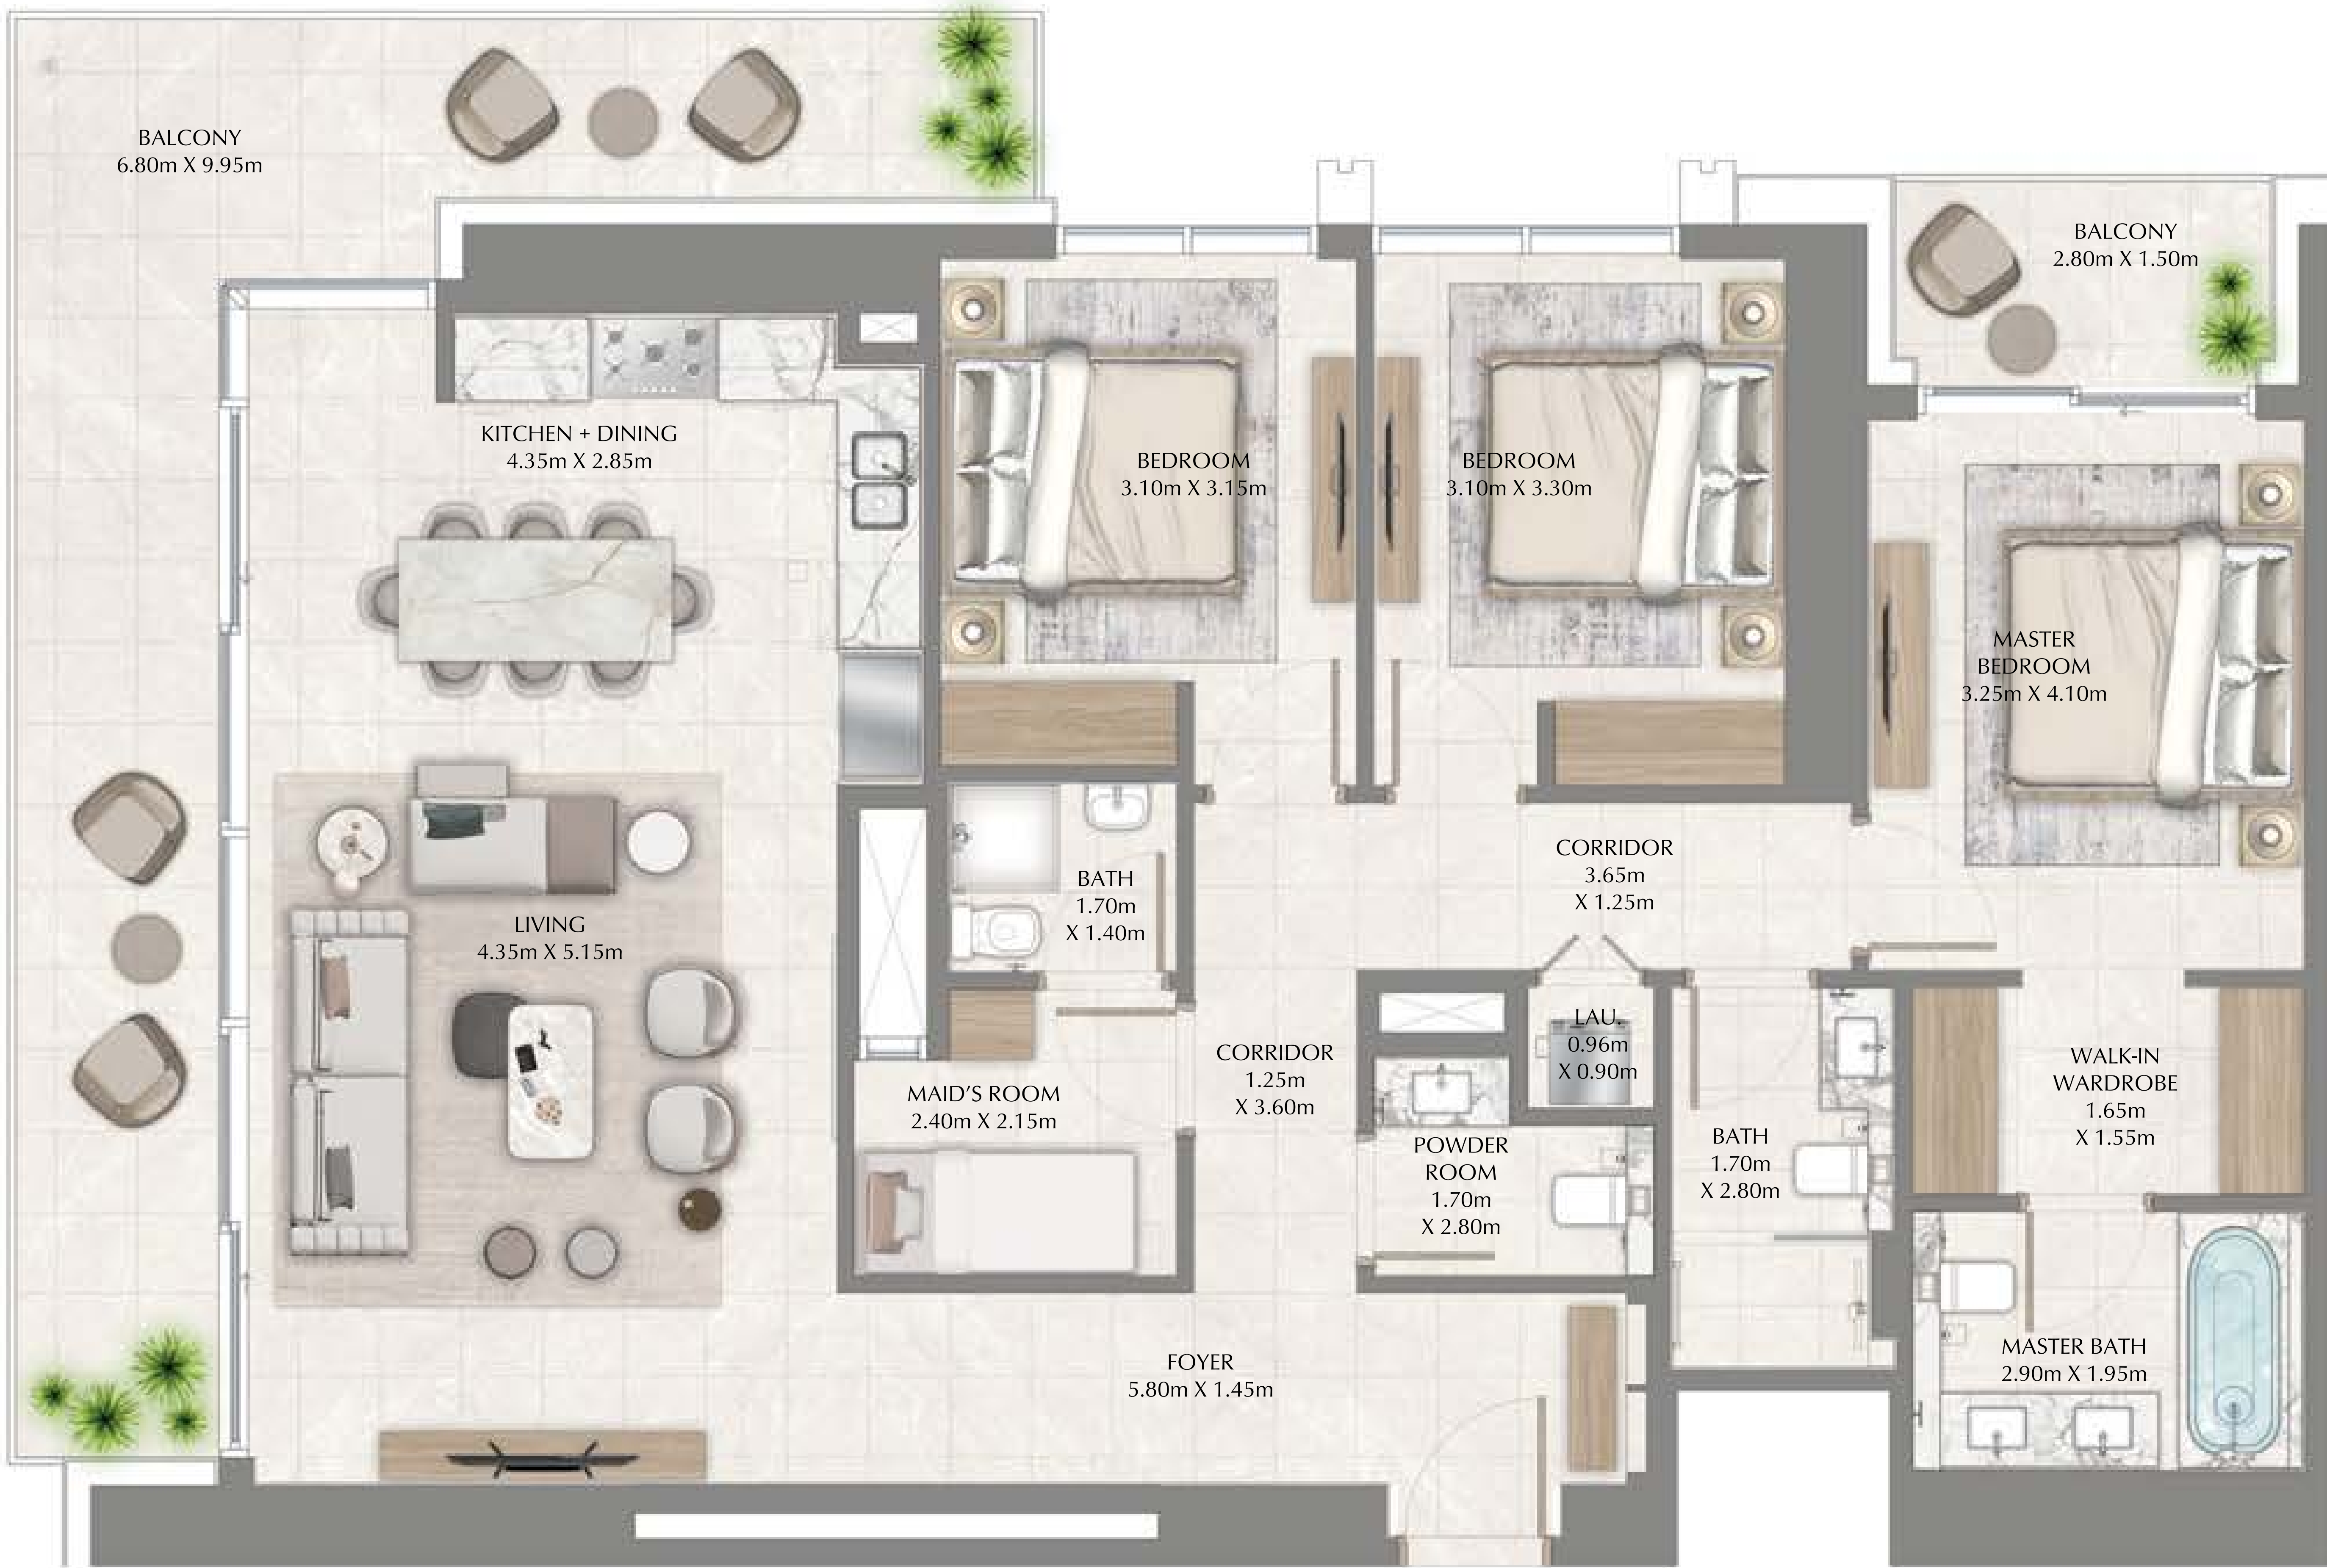 BALCONY
6.80m X 9.95m
BALCONY
2.80m X 1.50m
KITCHEN + DINING
4.35m X 2.85m
BEDROOM
3.10m X 3.15m
BEDROOM
3.10m X 3.30m
MASTER
BEDROOM
3.25m X 4.10m
LIVING
4.35m X 5.15m
BATH
1.70m
X 1.40m
CORRIDOR
3.65m
X 1.25m
MAID'S ROOM
2.40m X 2.15m
CORRIDOR
1.25m
X 3.60m
LAU.
0.96m
X 0.90m
POWDER
ROOM
1.70m
X 2.80m
BATH
1.70m
X 2.80m
WALK-IN
WARDROBE
1.65m
X 1.55m
FOYER
5.80m X 1.45m
MASTER BATH
2.90m X 1.95m